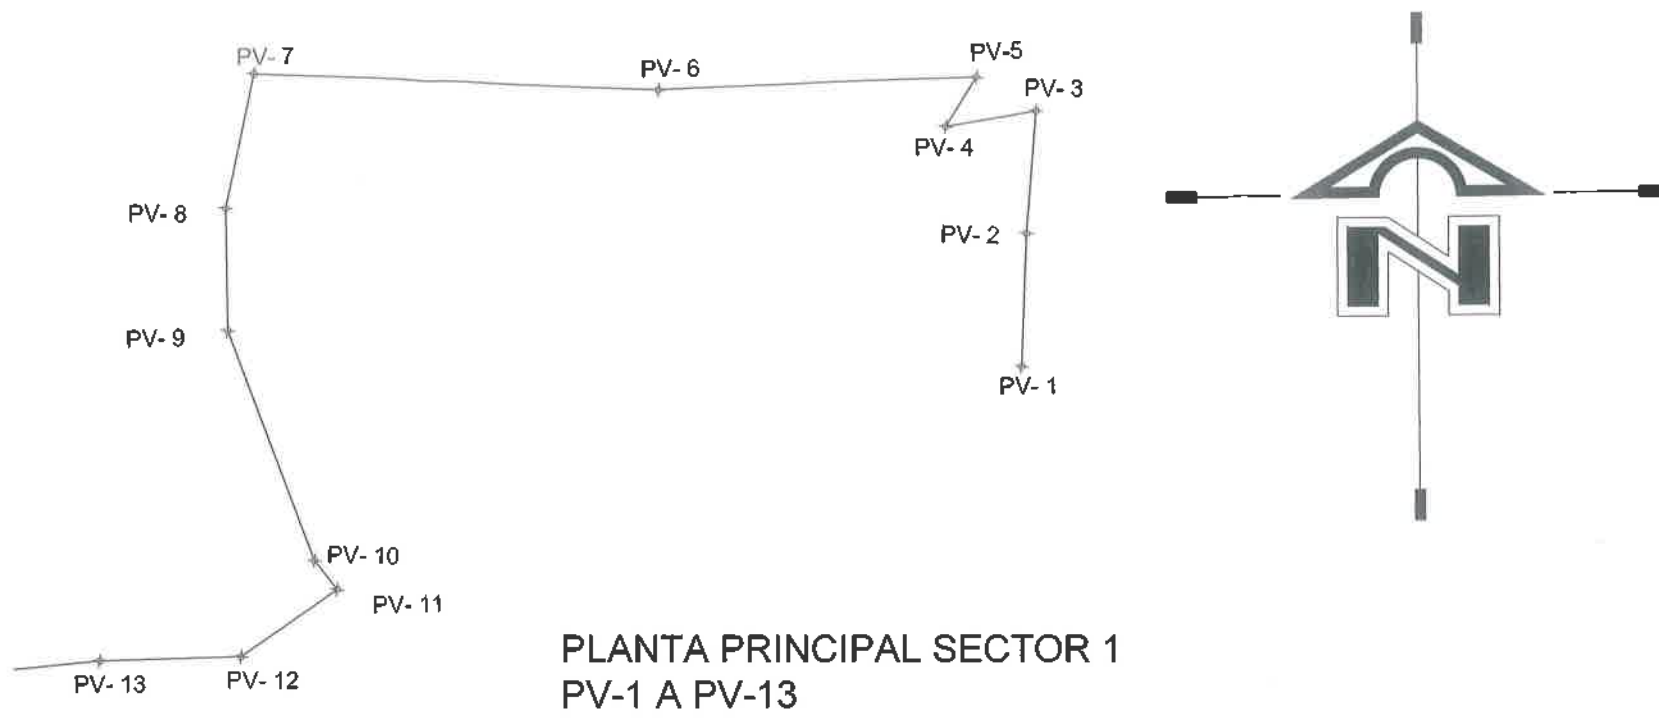 PV- 7
PV- 6
PV-5
PV- 3
PV- 4
PV- 8
PV- 2
PV- 9
PV- 1
PV- 10
PV- 11
PV- 13
PV- 12
PLANTA PRINCIPAL SECTOR 1
PV-1 A PV-13
N